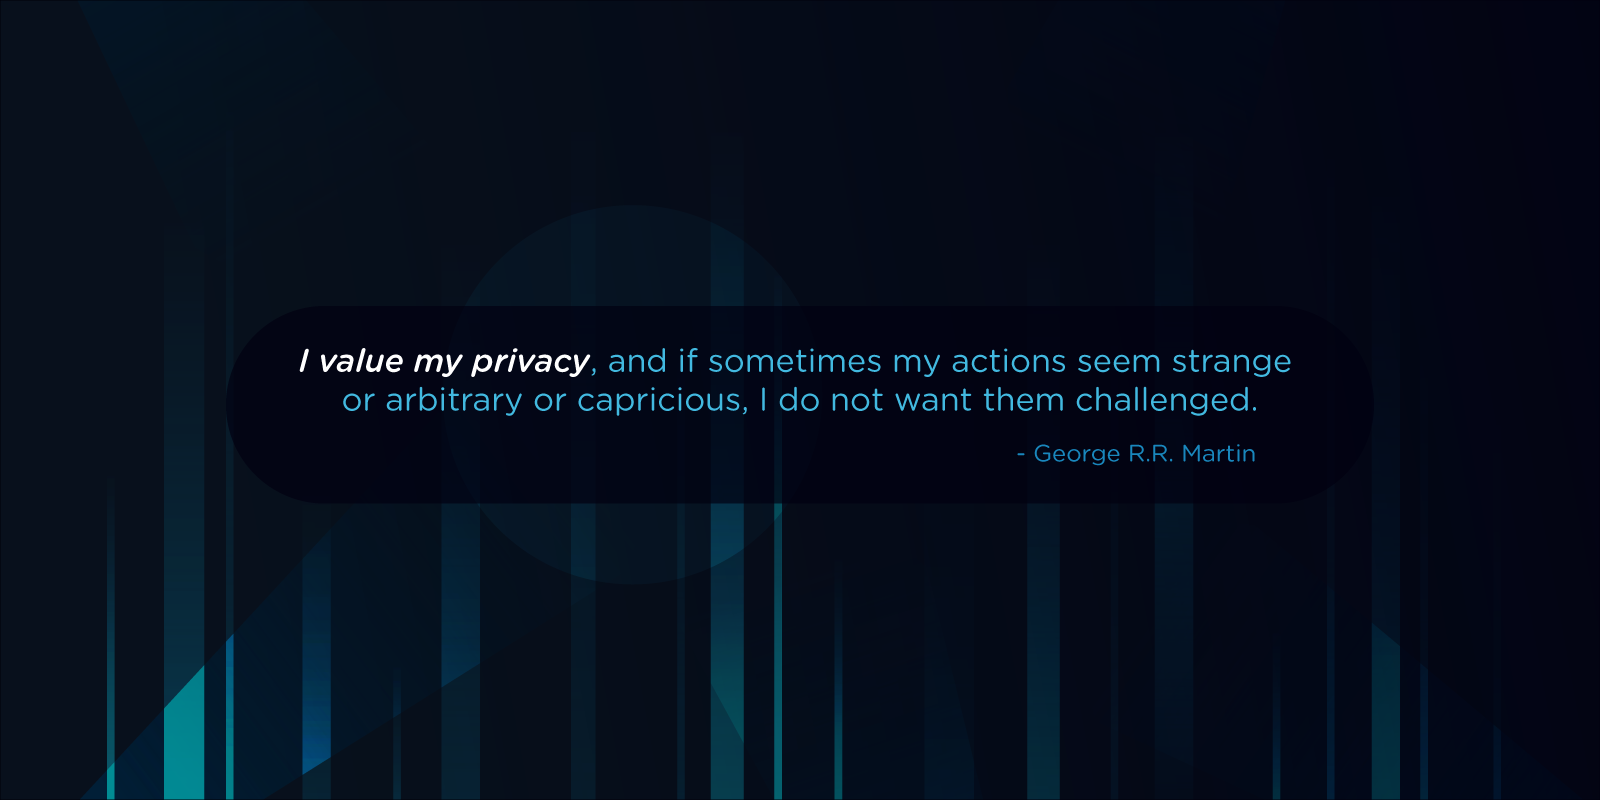 I value my privacy, and if sometimes my actions seem strange
or arbitrary or capricious, I do not want them challenged.
- George R.R. Martin